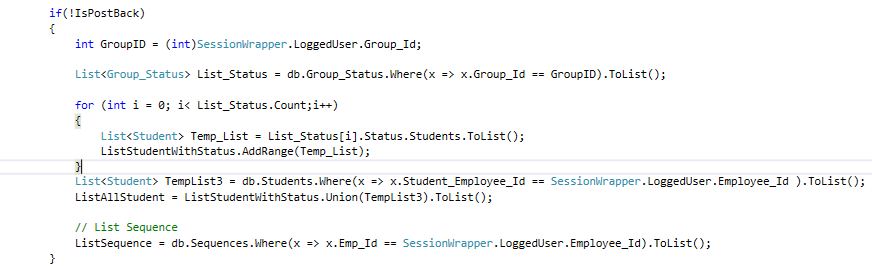 if(!IsPostBack)
{
int GroupID = (int)SessionWrapper.LoggedUser.Group_Id;
List<Group_Status> List_Status = db.Group_Status.Where(x => x.Group_Id == GroupID).ToList();
for (int i = 0; i< List_Status.Count;i++)
{
List<Student> Temp_List = List_Status[i].Status.Students.ToList();
ListStudentWithStatus.AddRange(Temp_List);
}
List<Student> TempList3 = db.Students.Where(x => x.Student_Employee_Id == SessionWrapper.LoggedUser.Employee_Id ).ToList();
ListAllStudent = ListStudentWithStatus.Union(TempList3).ToList();
// List Sequence
ListSequence = db.Sequences.Where(x => x.Emp_Id == SessionWrapper.LoggedUser.Employee_Id).ToList();
}